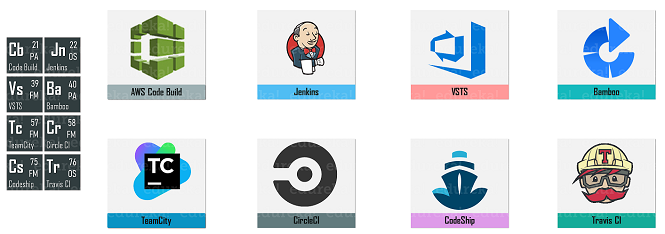 Cb 21 PA Code Build
Jn 22 OS Jenkins
Vs 39 FM VSTS
Ba 40 PA Bamboo
Tc 57 FM TeamCity
Cr 58 FM Circle CI
Cs 75 FM Codeship
Tr 76 OS Travis CI
AWS Code Build
Jenkins
VSTS
Bamboo
TC
T
TeamCity
CircleCI
CodeShip
Travis CI